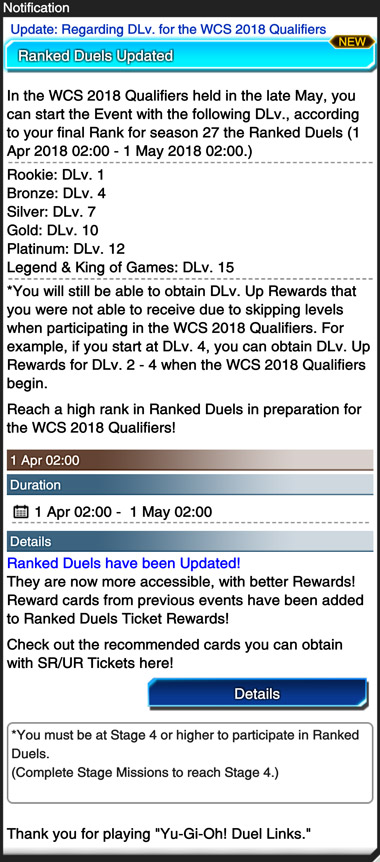 Notification
Update: Regarding DLv. for the WCS 2018 Qualifiers
NEW
Ranked Duels Updated
In the WCS 2018 Qualifiers held in the late May, you
can start the Event with the following DLv., according
to your final Rank for season 27 the Ranked Duels (1
Apr 2018 02:00 - 1 May 2018 02:00.)
Rookie: DLv. 1
Bronze: DLv. 4
Silver: DLv. 7
Gold: DLv. 10
Platinum: DLv. 12
Legend & King of Games: DLv. 15
*You will still be able to obtain DLv. Up Rewards that
you were not able to receive due to skipping levels
when participating in the WCS 2018 Qualifiers. For
example, if you start at DLv. 4, you can obtain DLv. Up
Rewards for DLv. 2 - 4 when the WCS 2018 Qualifiers
begin.
Reach a high rank in Ranked Duels in preparation for
the WCS 2018 Qualifiers!
1 Apr 02:00
Duration
1 Apr 02:00 - 1 May 02:00
Details
Ranked Duels have been Updated!
They are now more accessible, with better Rewards!
Reward cards from previous events have been added
to Ranked Duels Ticket Rewards!
Check out the recommended cards you can obtain
with SR/UR Tickets here!
Details
*You must be at Stage 4 or higher to participate in Ranked
Duels.
(Complete Stage Missions to reach Stage 4.)
Thank you for playing "Yu-Gi-Oh! Duel Links."